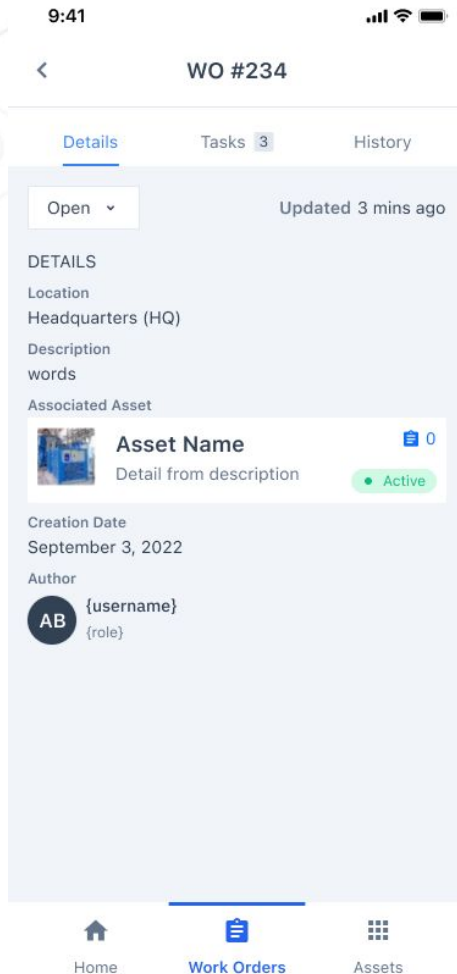 9:41
WO #234
Details Tasks 3 History
Open Updated 3 mins ago
DETAILS
Location
Headquarters (HQ)
Description
words
Associated Asset
Asset Name 0
Detail from description Active
Creation Date
September 3, 2022
Author
AB {username}
{role}
Home Work Orders Assets